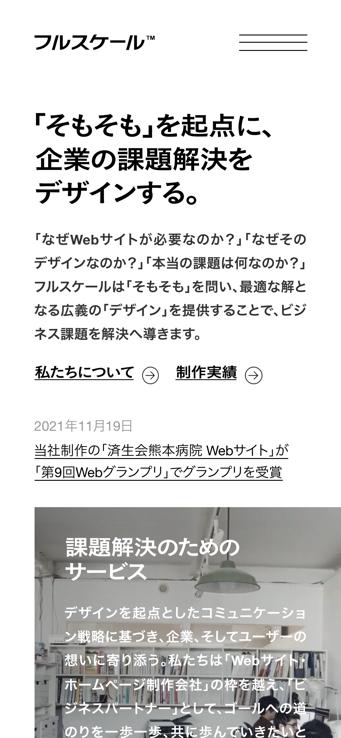 フルスケール™
「そもそも」を起点に、
企業の課題解決を
デザインする。
「なぜWebサイトが必要なのか?」「なぜその
デザインなのか?」「本当の課題は何なのか?」
フルスケールは「そもそも」を問い、最適な解と
なる広義の「デザイン」を提供することで、ビジ
ネス課題を解決へ導きます。
私たちについて 制作実績
2021年11月19日
当社制作の「済生会熊本病院 Webサイト」が
「第9回Webグランプリ」でグランプリを受賞
課題解決のための
サービス
デザインを起点としたコミュニケーショ
ン戦略に基づき、企業、そしてユーザーの
想いに寄り添う。私たちは「Webサイト・
ホームページ制作会社」の枠を越え、「ビ
ジネスパートナー」として、ゴールへの道
のりを一歩一歩、共に歩んでいきたいと